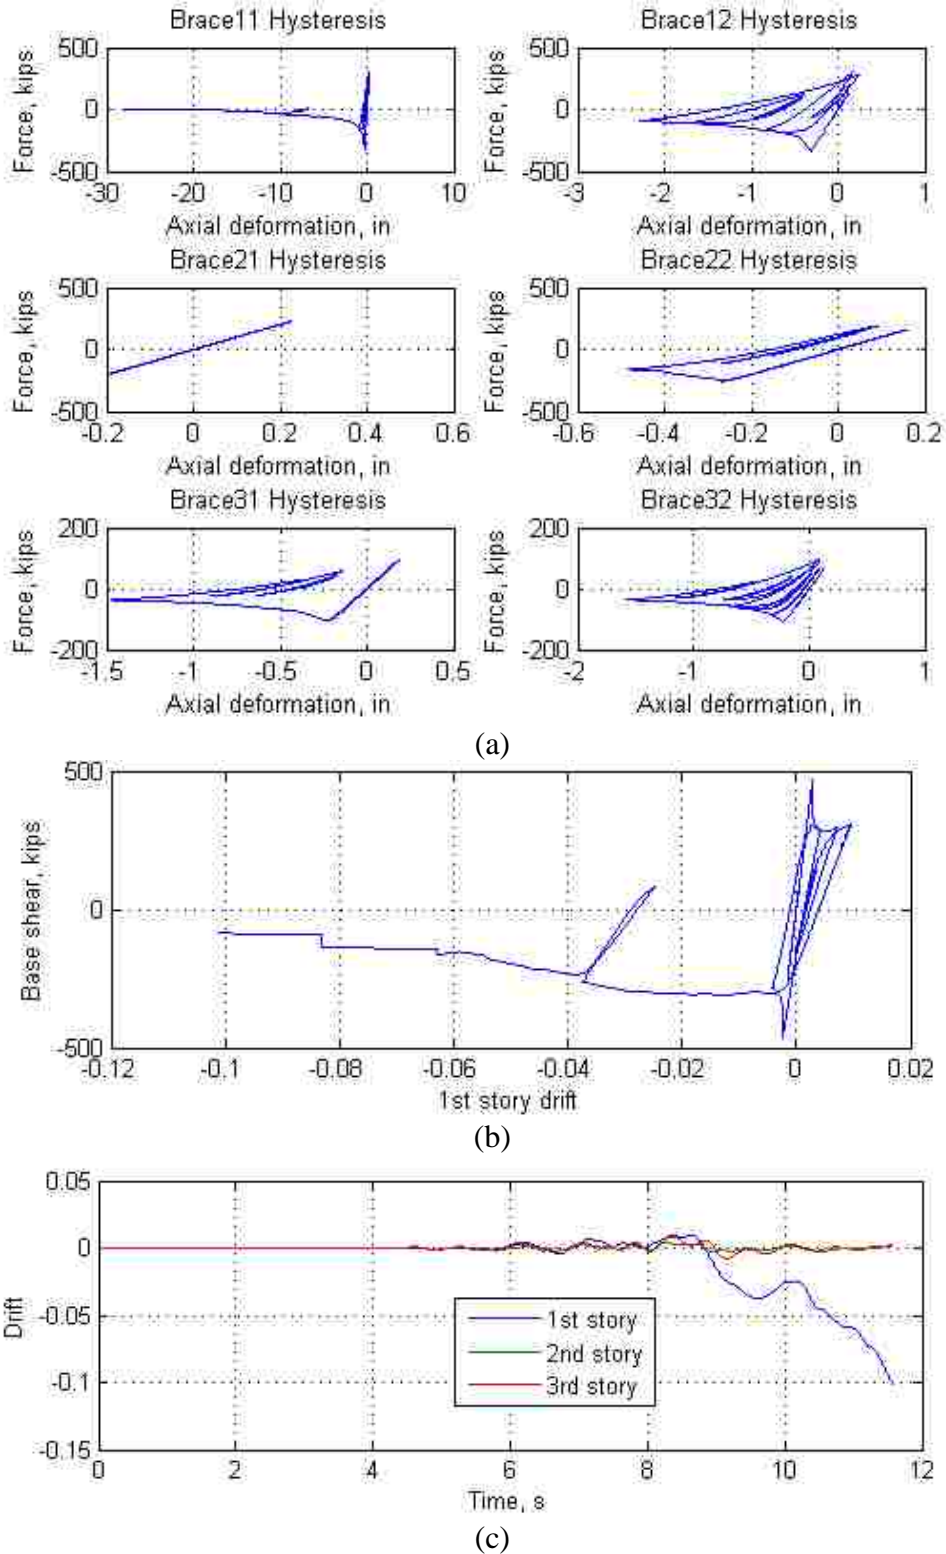 Brace11 Hysteresis Brace12 Hysteresis
500 500
Force, kips Force, kips
0 0
-500 -500
-30 -20 -10 0 10 -3 -2 -1 0 1
Axial deformation, in Axial deformation, in
Brace21 Hysteresis Brace22 Hysteresis
500 500
Force, kips Force, kips
0 0
-500 -500
-0.2 0 0.2 0.4 0.6 -0.6 -0.4 -0.2 0 0.2
Axial deformation, in Axial deformation, in
Brace31 Hysteresis Brace32 Hysteresis
200 200
Force, kips Force, kips
0 0
-200 -200
-1.5 -1 -0.5 0 0.5 -2 -1 0 1
Axial deformation, in Axial deformation, in
(a)
500
Base shear, kips
0
-500
-0.12 -0.1 -0.08 -0.06 -0.04 -0.02 0 0.02
1st story drift
(b)
0.05
0
Drift
-0.05
1st story
2nd story
3rd story
-0.1
-0.15
0 2 4 6 8 10 12
Time, s
(c)